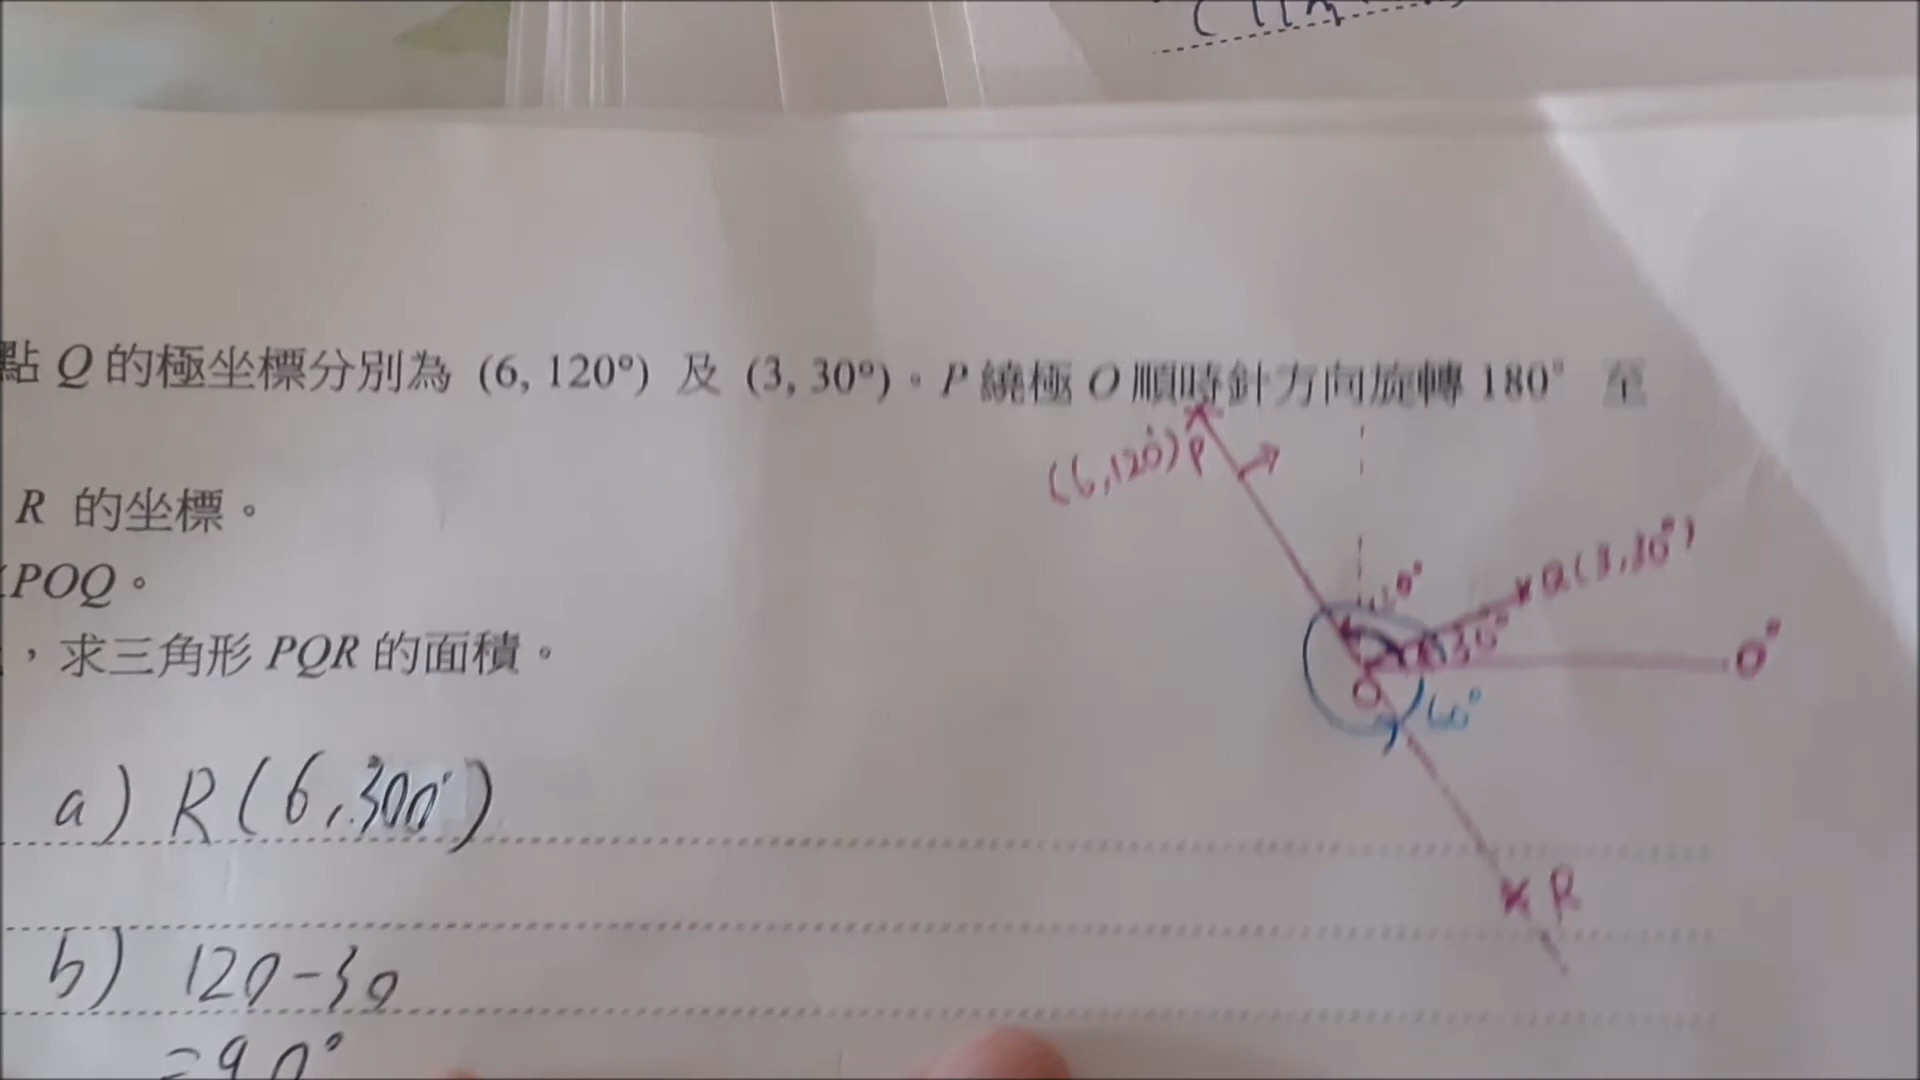 點 Q 的極坐標分別為 (6, 120°) 及 (3, 30°)。P 繞極 O 順時針方向旋轉 180° 至
(6,120°) P
R 的坐標。
Q(3,30°)
POQ。
30°
0°
，求三角形 PQR 的面積。
O
60°
a) R(6,300°)
R
b) 120-30
=90°